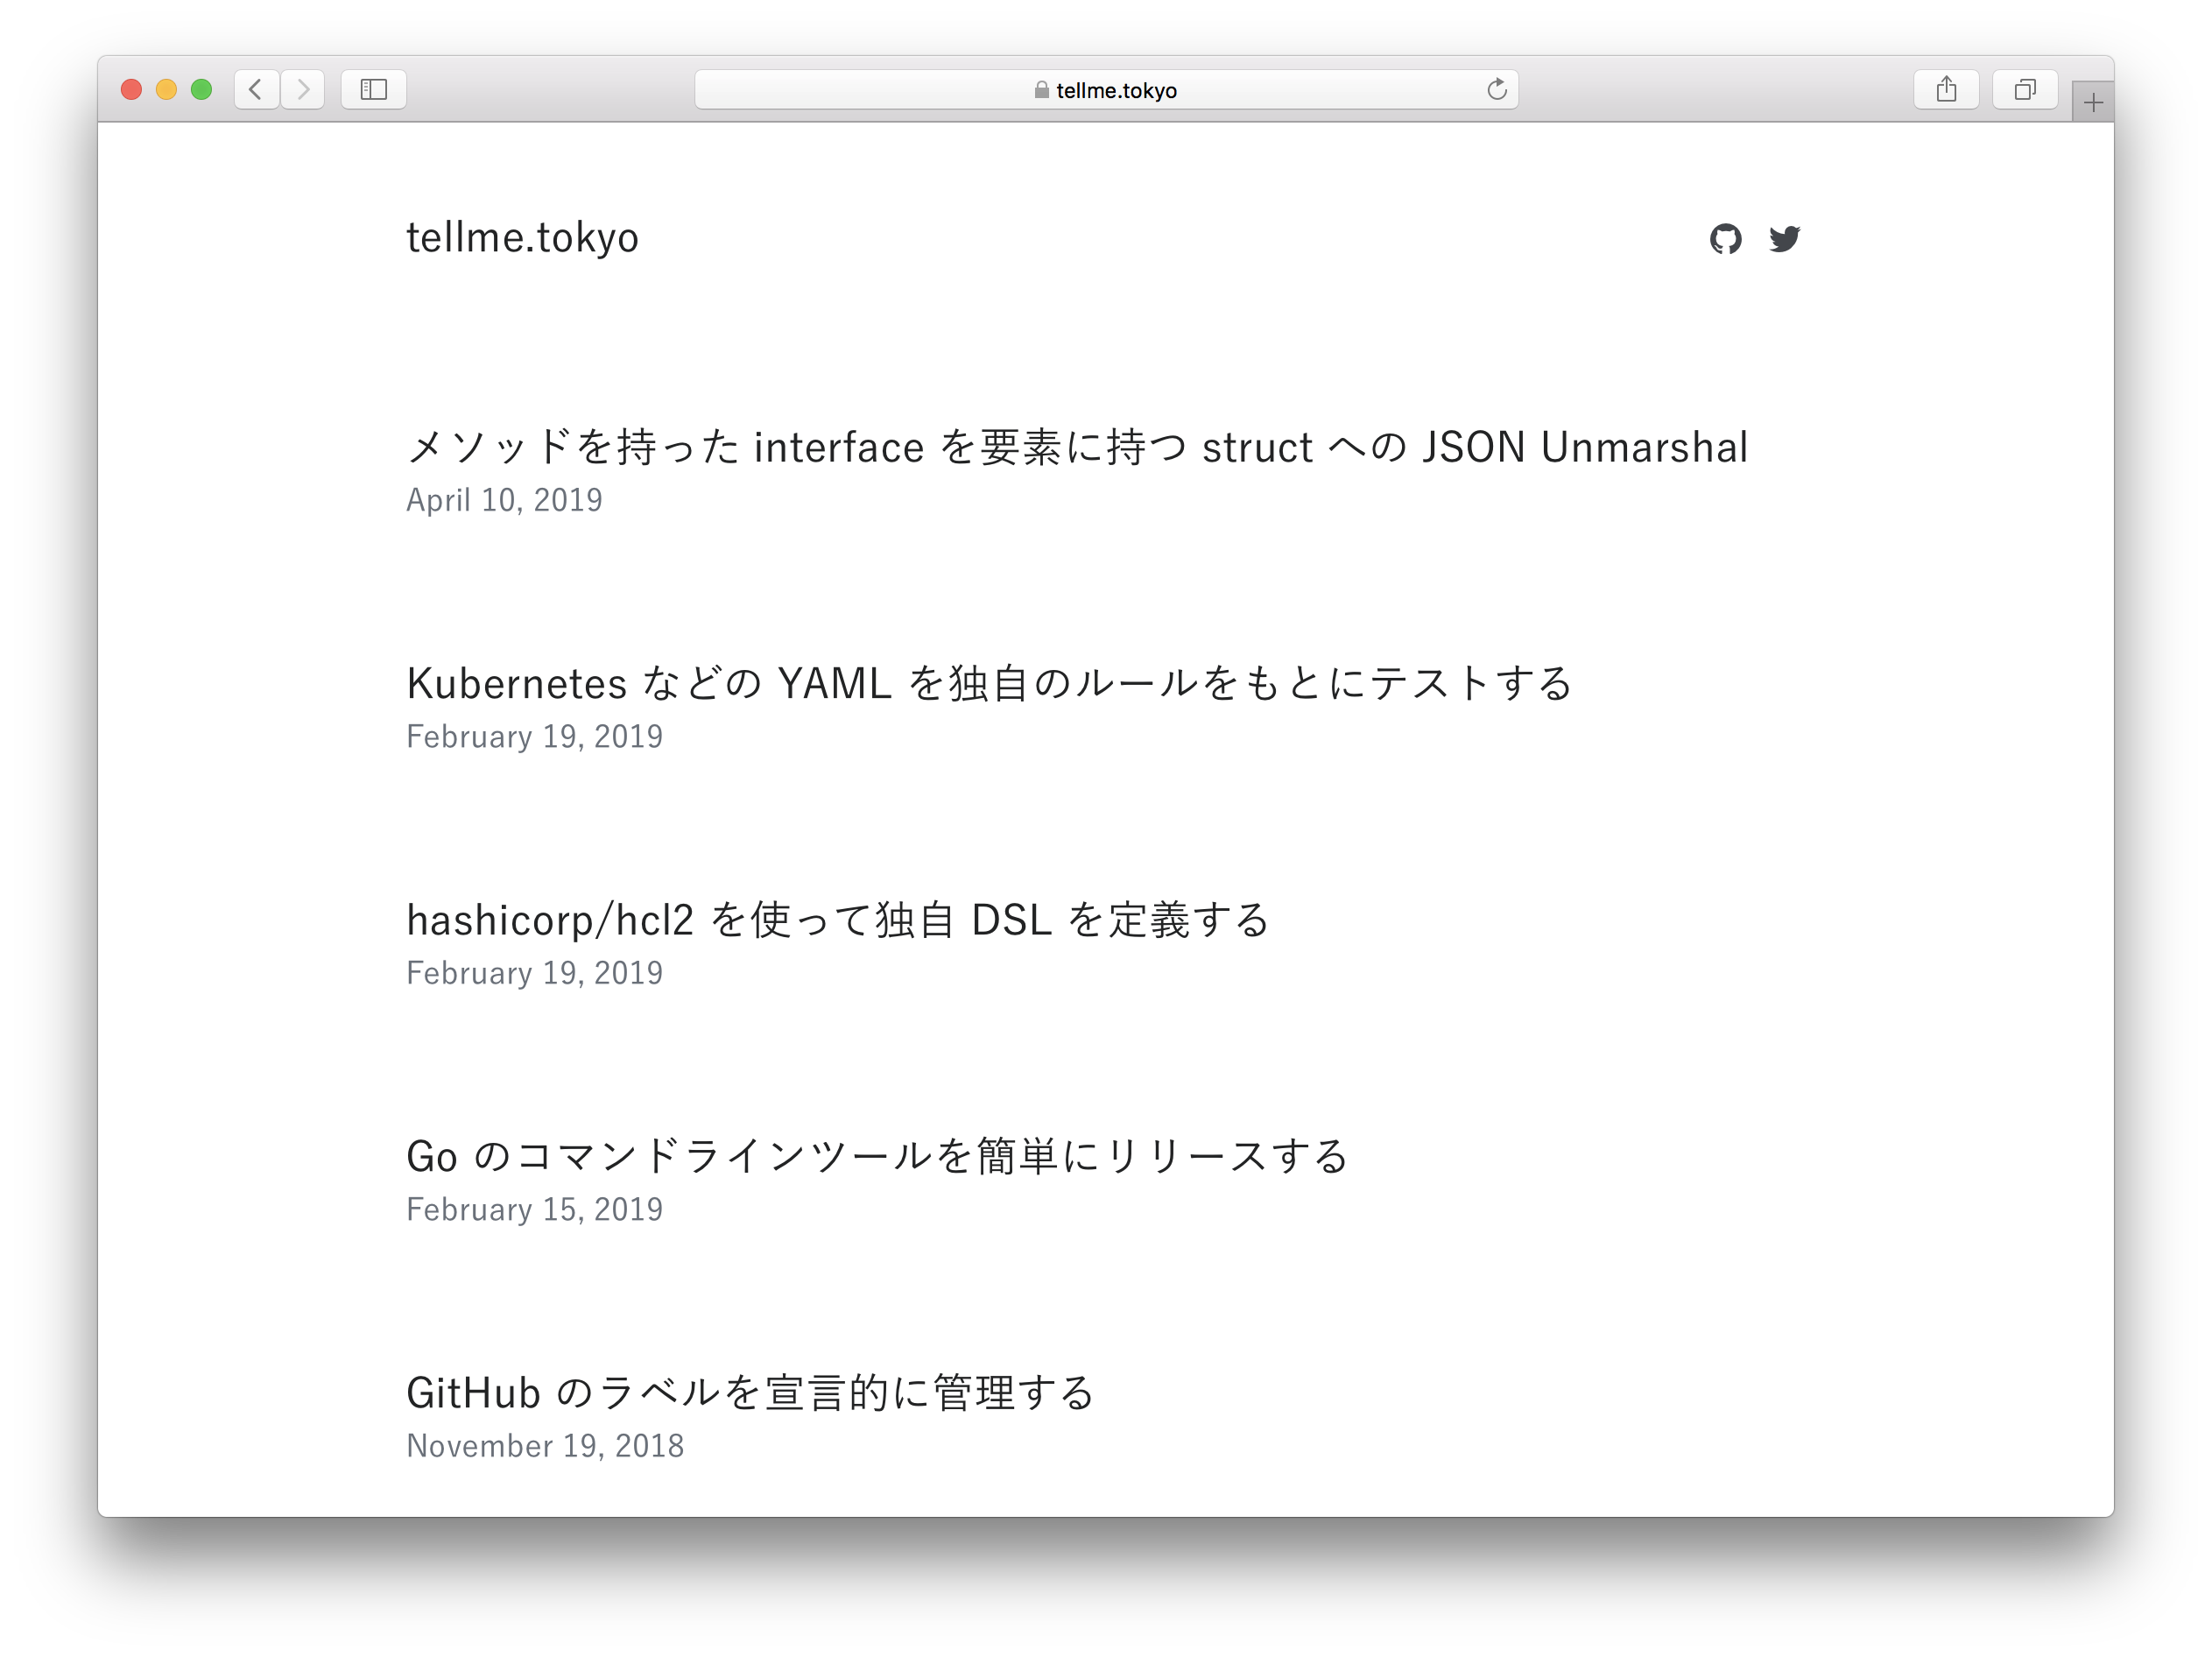 tellme.tokyo
tellme.tokyo
メソッドを持った interface を要素に持つ struct への JSON Unmarshal
April 10, 2019
Kubernetes などの YAML を独自のルールをもとにテストする
February 19, 2019
hashicorp/hcl2 を使って独自 DSL を定義する
February 19, 2019
Go のコマンドラインツールを簡単にリリースする
February 15, 2019
GitHub のラベルを宣言的に管理する
November 19, 2018